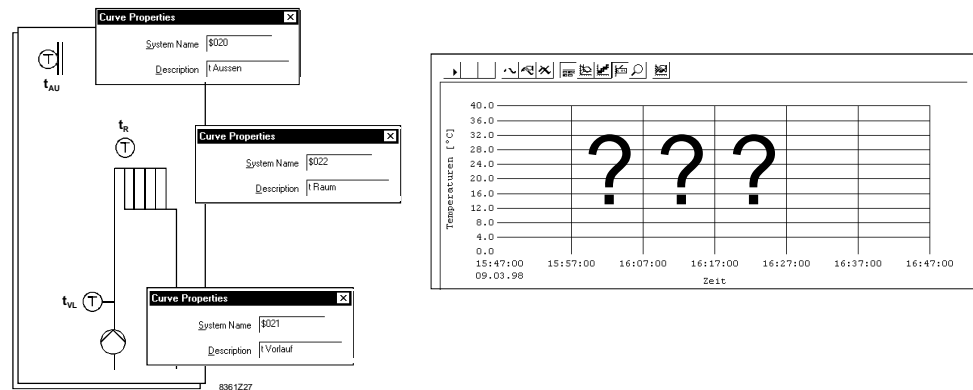 Curve Properties
System Name $020
Description t Aussen
T
tAU
tR
T
Curve Properties
System Name $022
Description t Raum
tVL T
Curve Properties
System Name $021
Description t Vorlauf
8361Z27
Temperaturen [°C]
40.0
36.0
32.0
28.0
24.0
20.0
16.0
12.0
8.0
4.0
0.0
? ? ?
15:47:00 15:57:00 16:07:00 16:17:00 16:27:00 16:37:00 16:47:00
09.03.98
Zeit